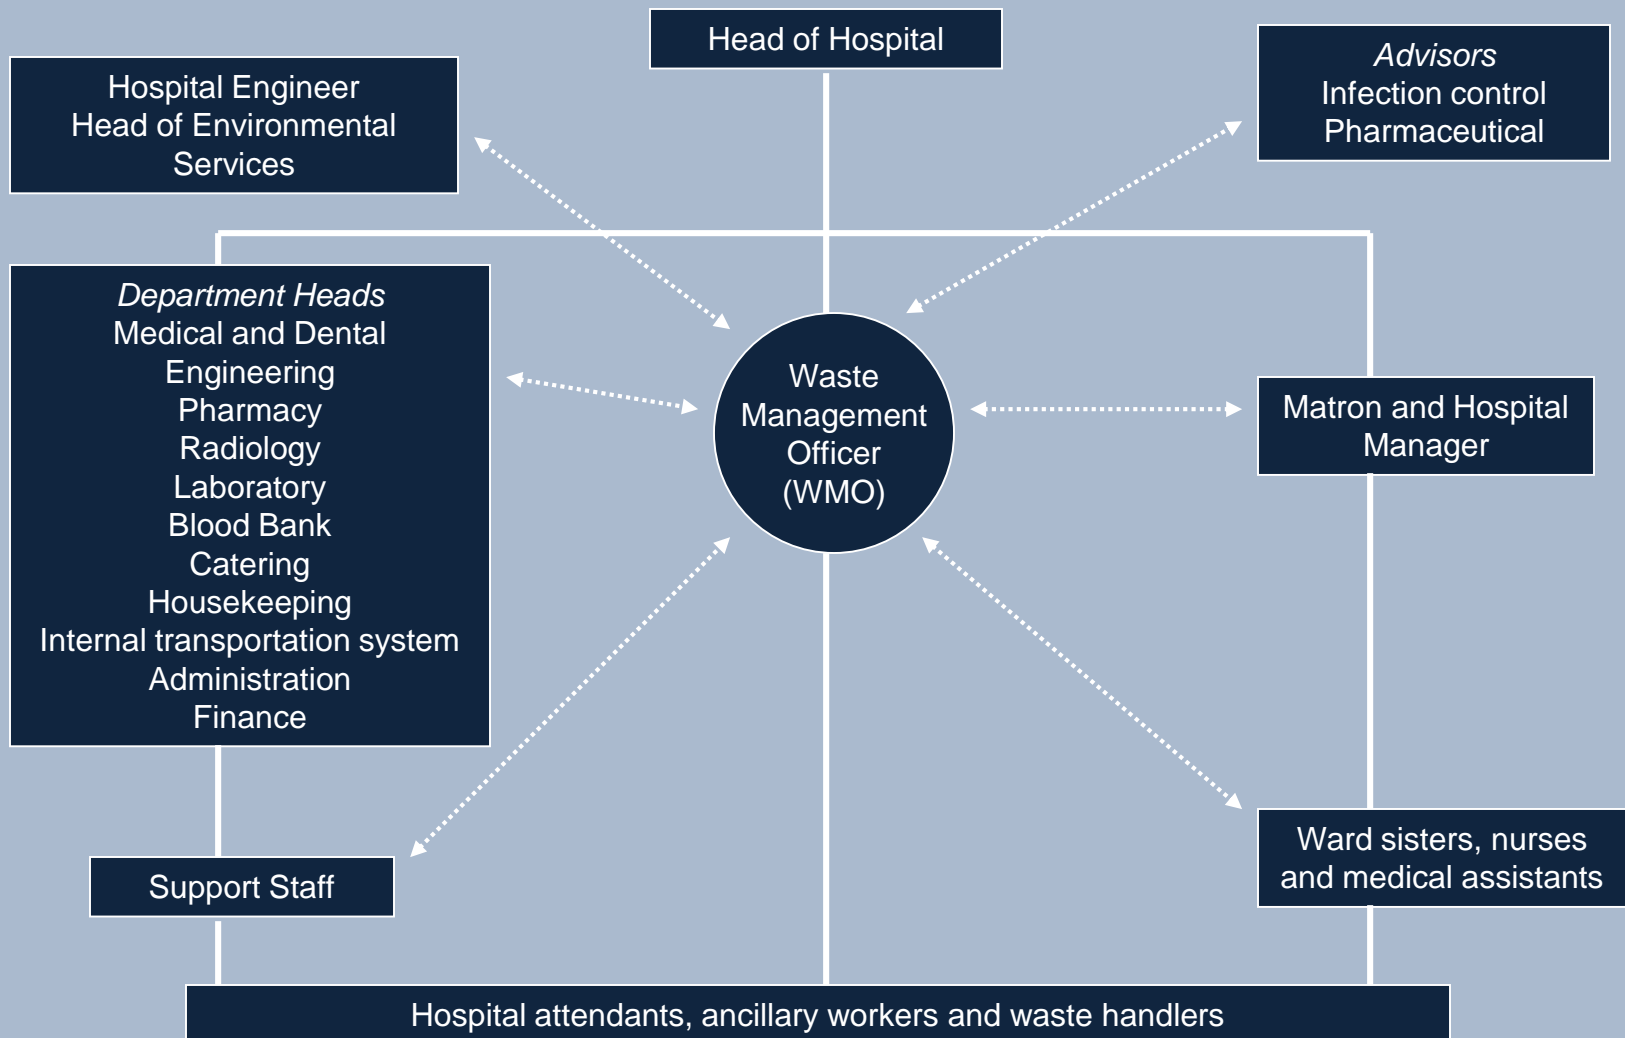 Head of Hospital
Hospital Engineer
Head of Environmental
Services
Advisors
Infection control
Pharmaceutical
Department Heads
Medical and Dental
Engineering
Pharmacy
Radiology
Laboratory
Blood Bank
Catering
Housekeeping
Internal transportation system
Administration
Finance
Waste
Management
Officer
(WMO)
Matron and Hospital
Manager
Support Staff
Ward sisters, nurses
and medical assistants
Hospital attendants, ancillary workers and waste handlers